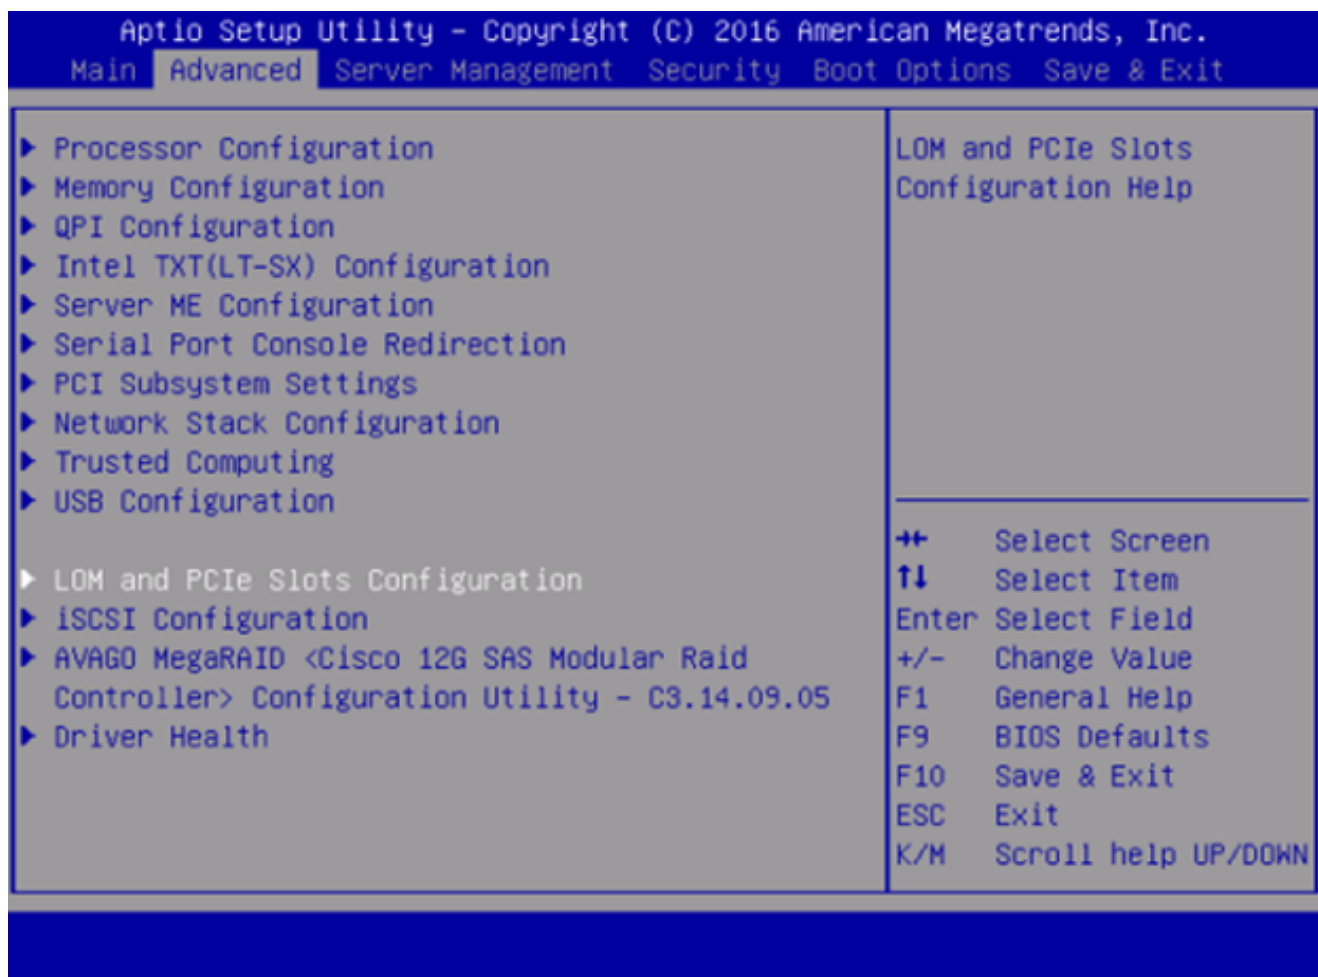 Aptio Setup Utility – Copyright (C) 2016 American Megatrends, Inc.
Main Advanced Server Management Security Boot Options Save & Exit
Processor Configuration
Memory Configuration
QPI Configuration
Intel TXT(LT-SX) Configuration
Server ME Configuration
Serial Port Console Redirection
PCI Subsystem Settings
Network Stack Configuration
Trusted Computing
USB Configuration
LOM and PCIe Slots Configuration
iSCSI Configuration
AVAGO MegaRAID <Cisco 12G SAS Modular Raid
Controller> Configuration Utility – C3.14.09.05
Driver Health
LOM and PCIe Slots
Configuration Help
→← Select Screen
↑↓ Select Item
Enter Select Field
+/- Change Value
F1 General Help
F9 BIOS Defaults
F10 Save & Exit
ESC Exit
K/M Scroll help UP/DOWN